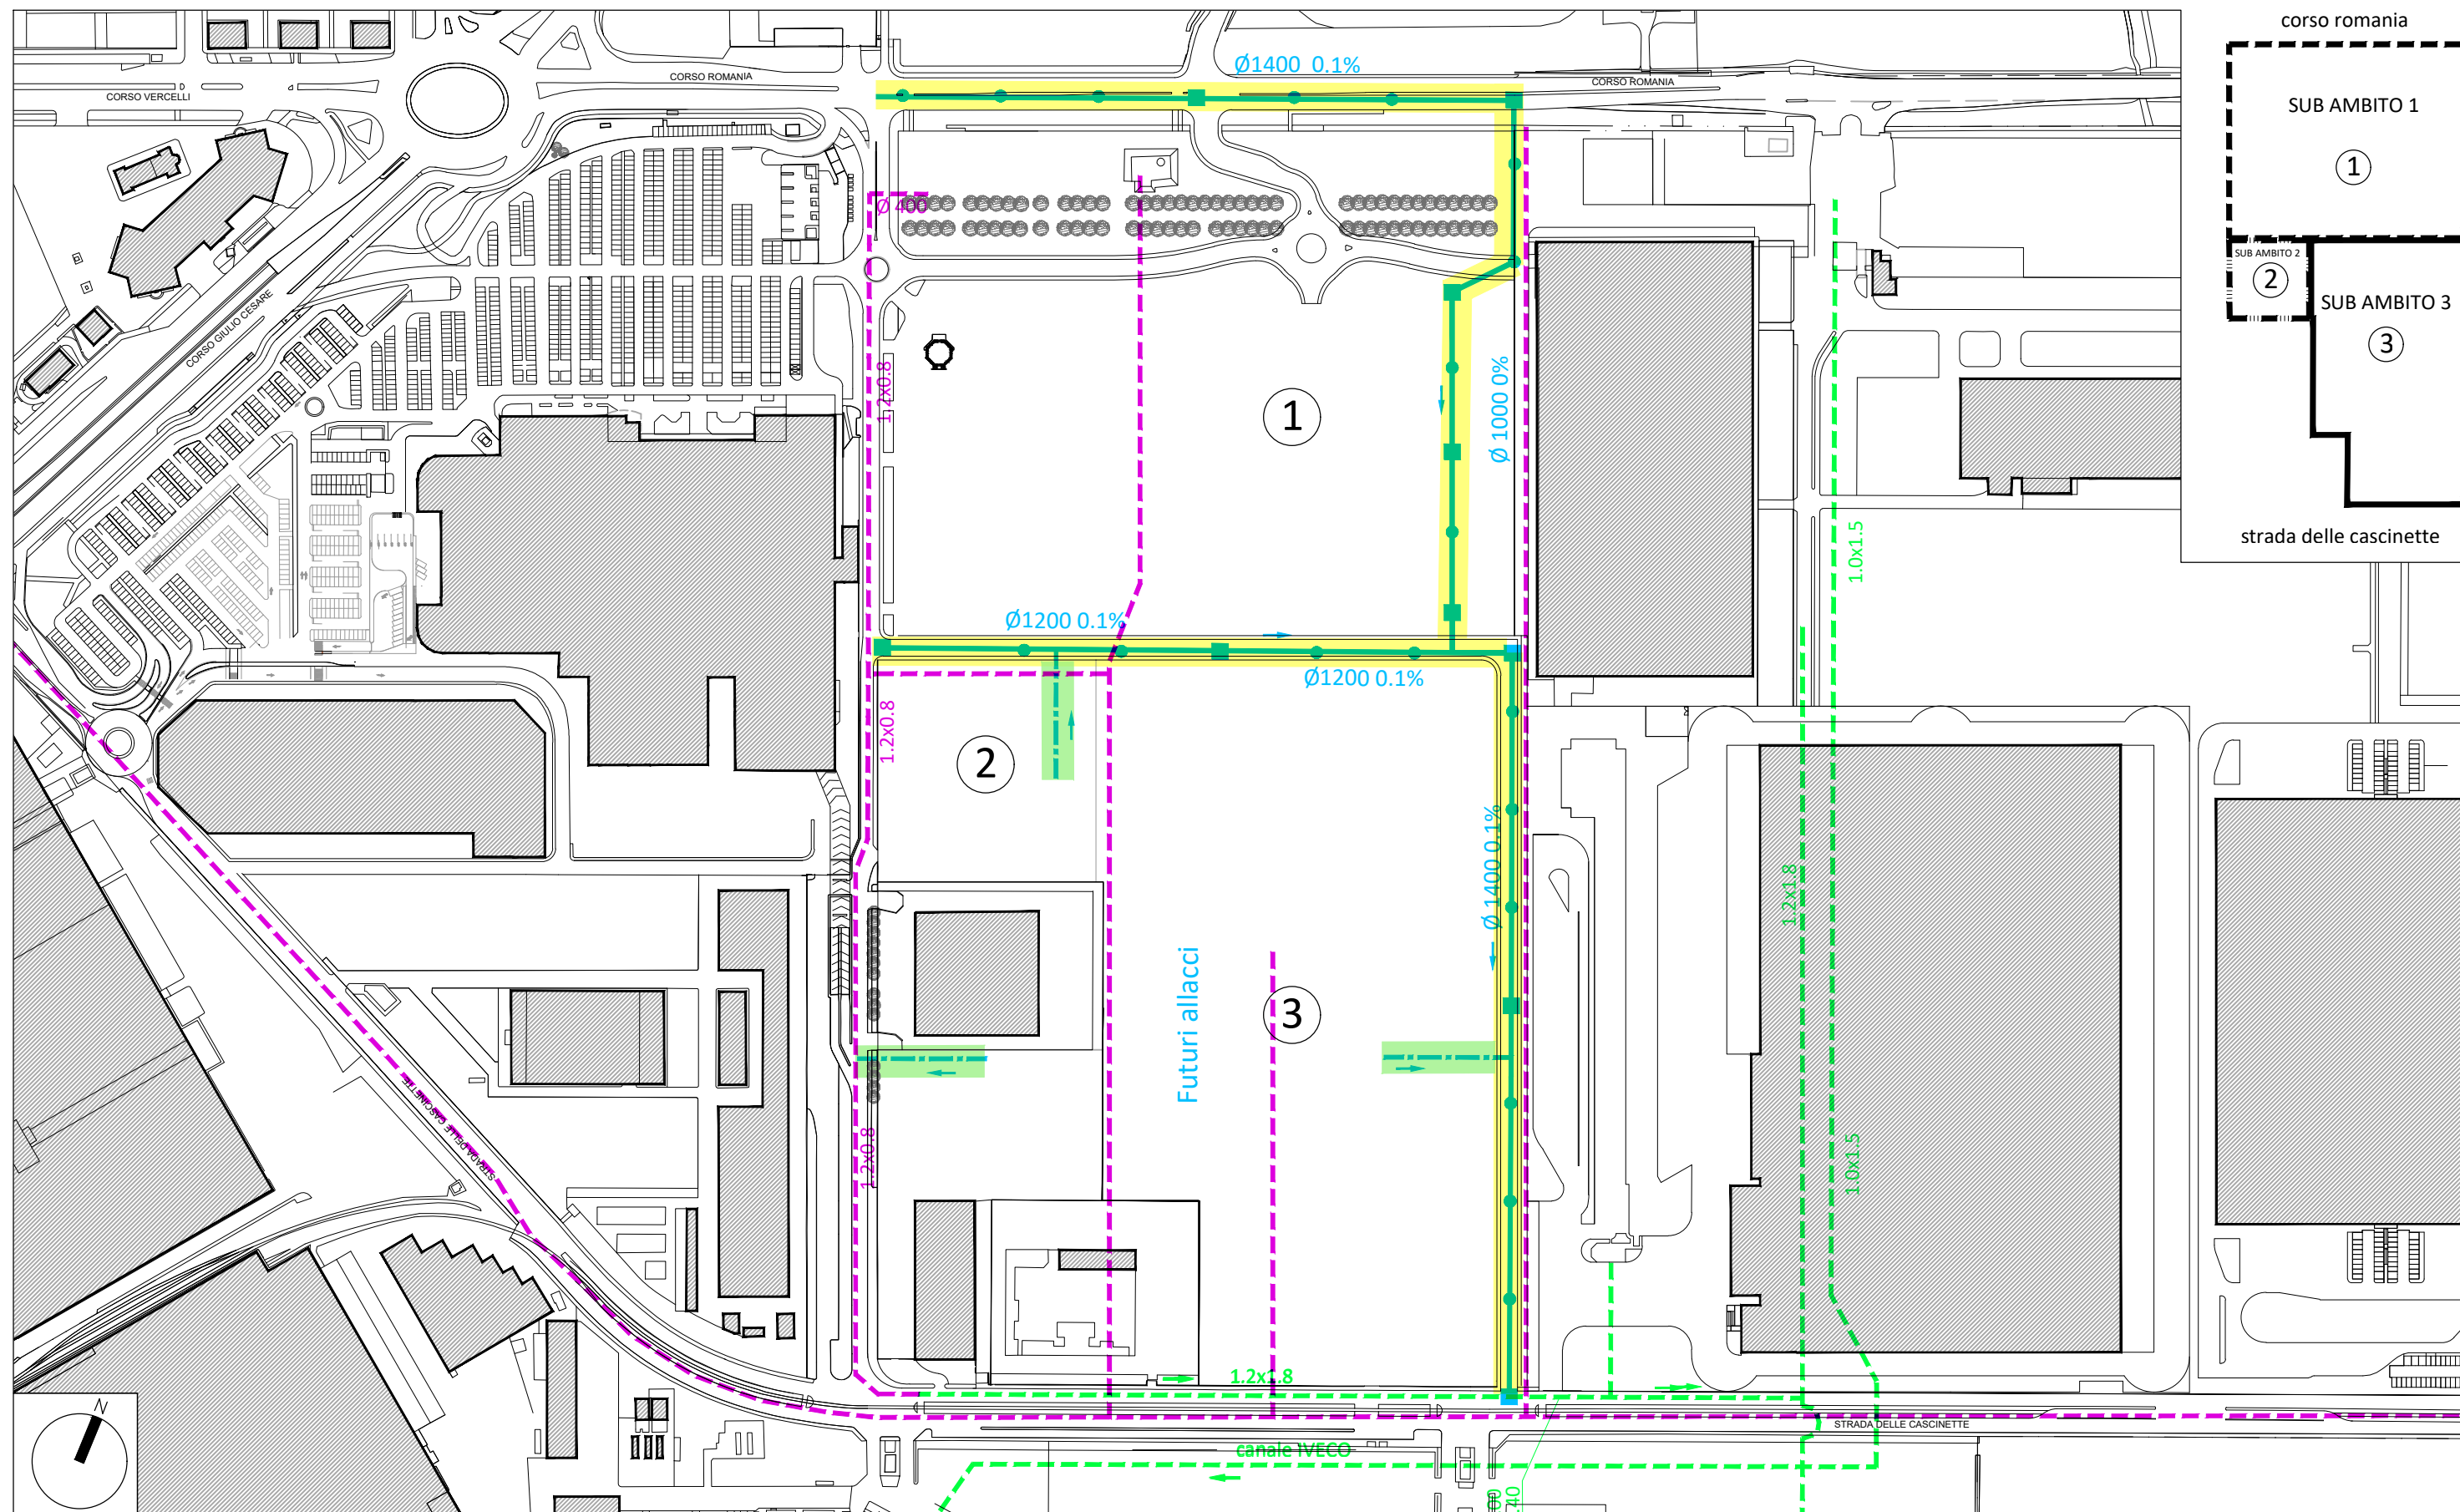 corso romania
SUB AMBITO 1
1
SUB AMBITO 2
2
SUB AMBITO 3
3
strada delle cascinette
Ø1400 0.1%
CORSO ROMANIA
CORSO ROMANIA
CORSO VERCELLI
Ø 400
CORSO GIULIO CESARE
1.2x0.8
1
Ø 1000 0%
1.0x1.5
Ø1200 0.1%
Ø1200 0.1%
1.2x0.8
2
Ø 1400 0.1%
1.2x1.8
Futuri allacci
3
STRADA DELLE CASCINETTE
1.2x0.8
1.0x1.5
1.2x1.8
STRADA DELLE CASCINETTE
canale IVECO
N